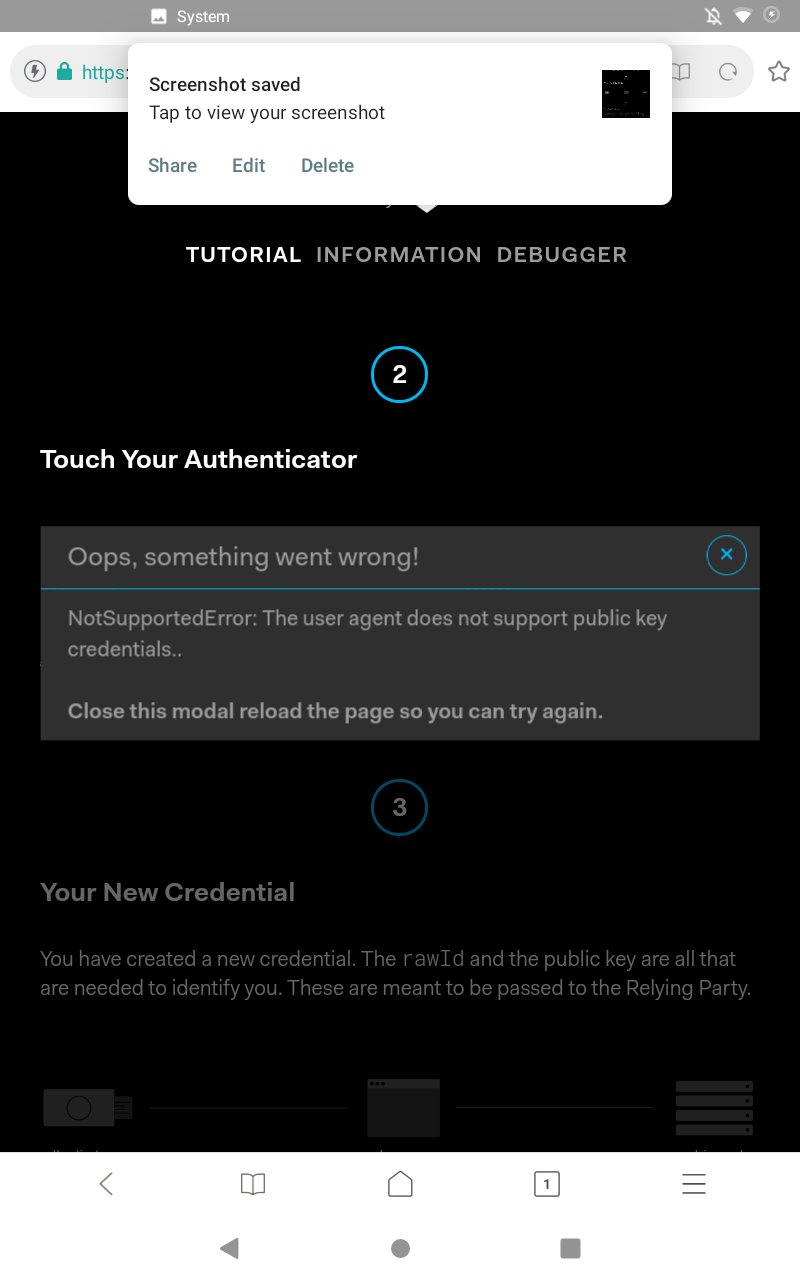 System
https:
Screenshot saved
Tap to view your screenshot
Share Edit Delete
TUTORIAL INFORMATION DEBUGGER
2
Touch Your Authenticator
Oops, something went wrong!
NotSupportedError: The user agent does not support public key
credentials..
Close this modal reload the page so you can try again.
3
Your New Credential
You have created a new credential. The rawId and the public key are all that
are needed to identify you. These are meant to be passed to the Relying Party.
1